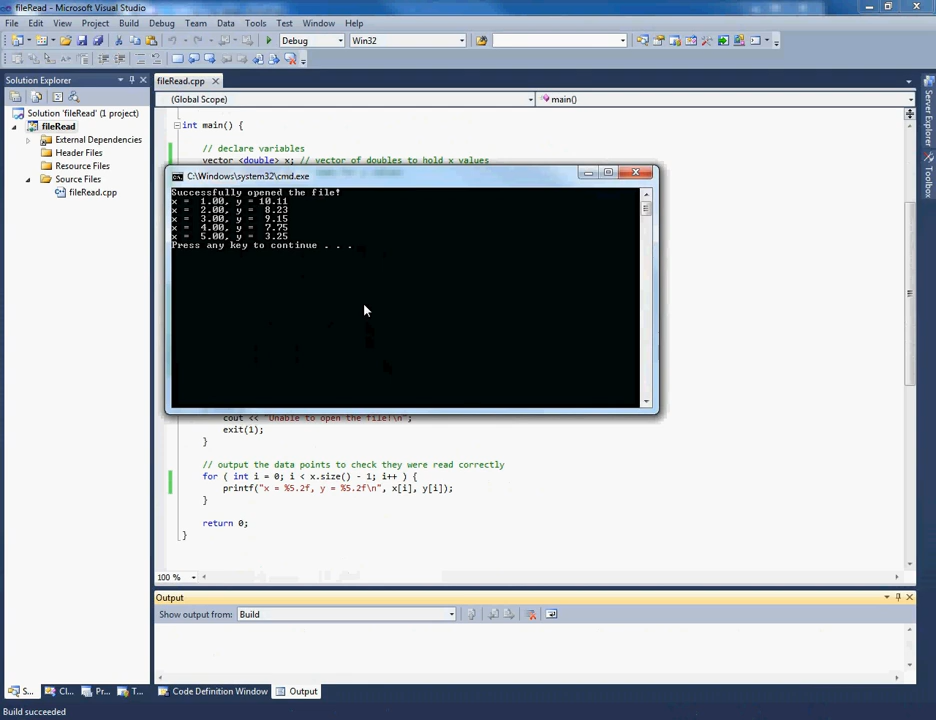 fileRead - Microsoft Visual Studio
File Edit View Project Build Debug Team Data Tools Test Window Help
Debug Win32
Solution Explorer
fileRead.cpp
(Global Scope) main()
Solution 'fileRead' (1 project)
fileRead
External Dependencies
Header Files
Resource Files
Source Files
fileRead.cpp
int main() {
// declare variables
vector <double> x; // vector of doubles to hold x values
C:\Windows\system32\cmd.exe
Successfully opened the file!
x =  1.00, y = 10.11
x =  2.00, y =  8.23
x =  3.00, y =  9.15
x =  4.00, y =  7.75
x =  5.00, y =  3.25
Press any key to continue . . .
cout << "Unable to open the file!\n";
exit(1);
}
// output the data points to check they were read correctly
for ( int i = 0; i < x.size() - 1; i++ ) {
printf("x = %5.2f, y = %5.2f\n", x[i], y[i]);
}
return 0;
}
100 %
Output
Show output from: Build
S... Cl... Pr... T... Code Definition Window Output
Build succeeded
Server Explorer
Toolbox